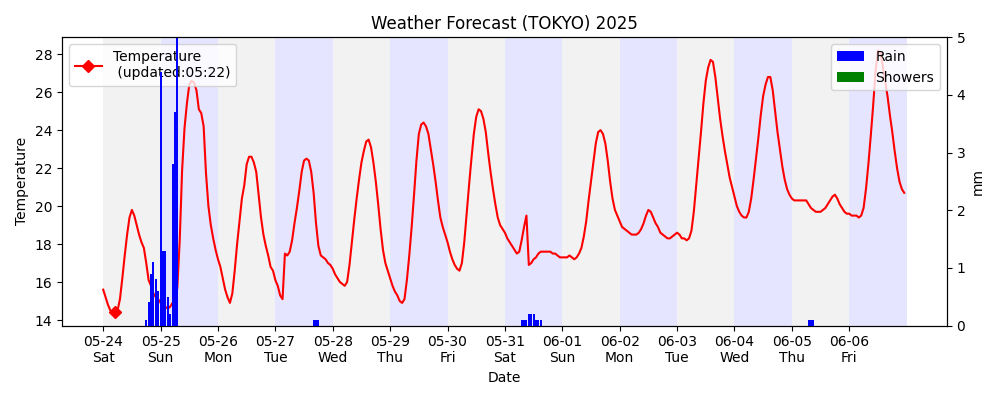 Weather Forecast (TOKYO) 2025
Temperature
(updated:05:22)
Rain
Showers
Temperature
28
26
24
22
20
18
16
14
5
4
3
2
1
0
mm
05-24 05-25 05-26 05-27 05-28 05-29 05-30 05-31 06-01 06-02 06-03 06-04 06-05 06-06
Sat Sun Mon Tue Wed Thu Fri Sat Sun Mon Tue Wed Thu Fri
Date